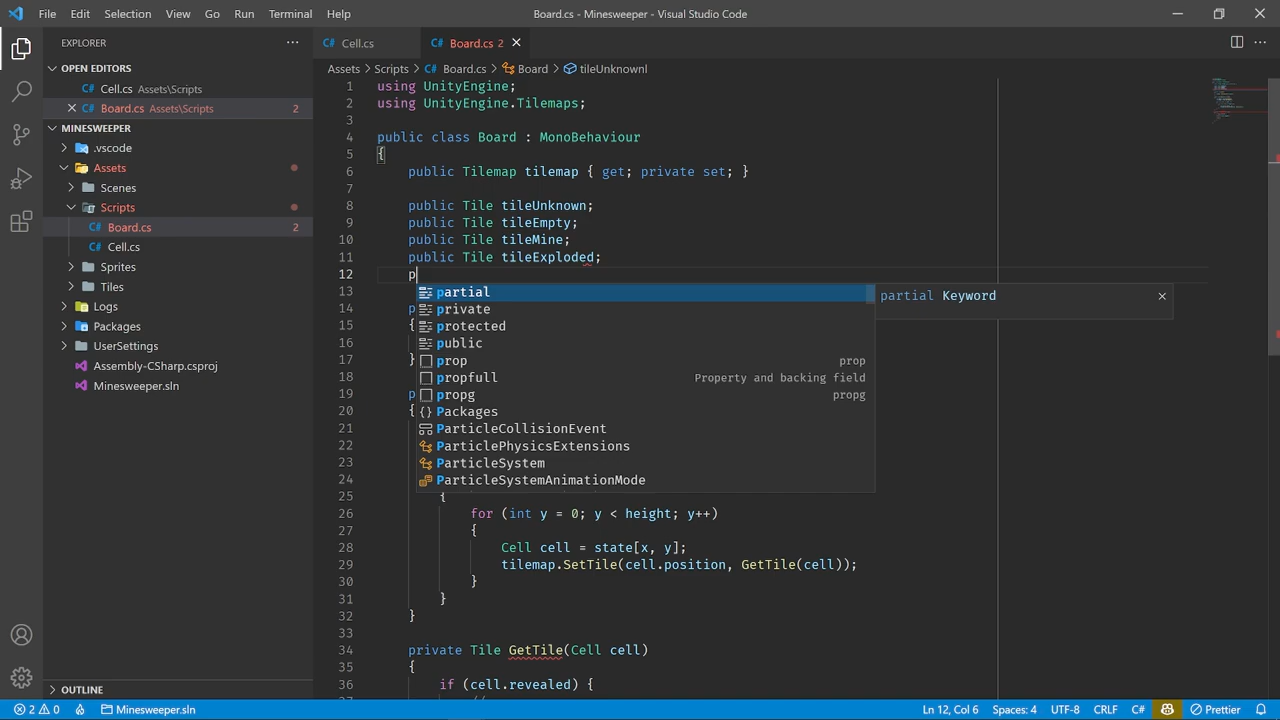 File Edit Selection View Go Run Terminal Help Board.cs - Minesweeper - Visual Studio Code
EXPLORER
OPEN EDITORS
Cell.cs Assets\Scripts
Board.cs Assets\Scripts 2
MINESWEEPER
.vscode
Assets
Scenes
Scripts
Board.cs 2
Cell.cs
Sprites
Tiles
Logs
Packages
UserSettings
Assembly-CSharp.csproj
Minesweeper.sln
OUTLINE
Cell.cs Board.cs 2
Assets > Scripts > Board.cs > Board > tileUnknownl
1 using UnityEngine;
2 using UnityEngine.Tilemaps;
3
4 public class Board : MonoBehaviour
5 {
6 public Tilemap tilemap { get; private set; }
7
8 public Tile tileUnknown;
9 public Tile tileEmpty;
10 public Tile tileMine;
11 public Tile tileExploded;
12 p
13
14 p
15 {
16
17 }
18
19 p
20 {
21
22
23
24
25 {
26 for (int y = 0; y < height; y++)
27 {
28 Cell cell = state[x, y];
29 tilemap.SetTile(cell.position, GetTile(cell));
30 }
31 }
32 }
33
34 private Tile GetTile(Cell cell)
35 {
36 if (cell.revealed) {
37 //
partial
private
protected
public
prop prop
propfull Property and backing field
propg propg
Packages
ParticleCollisionEvent
ParticlePhysicsExtensions
ParticleSystem
ParticleSystemAnimationMode
partial Keyword
2 0 Minesweeper.sln Ln 12, Col 6 Spaces: 4 UTF-8 CRLF C# Prettier